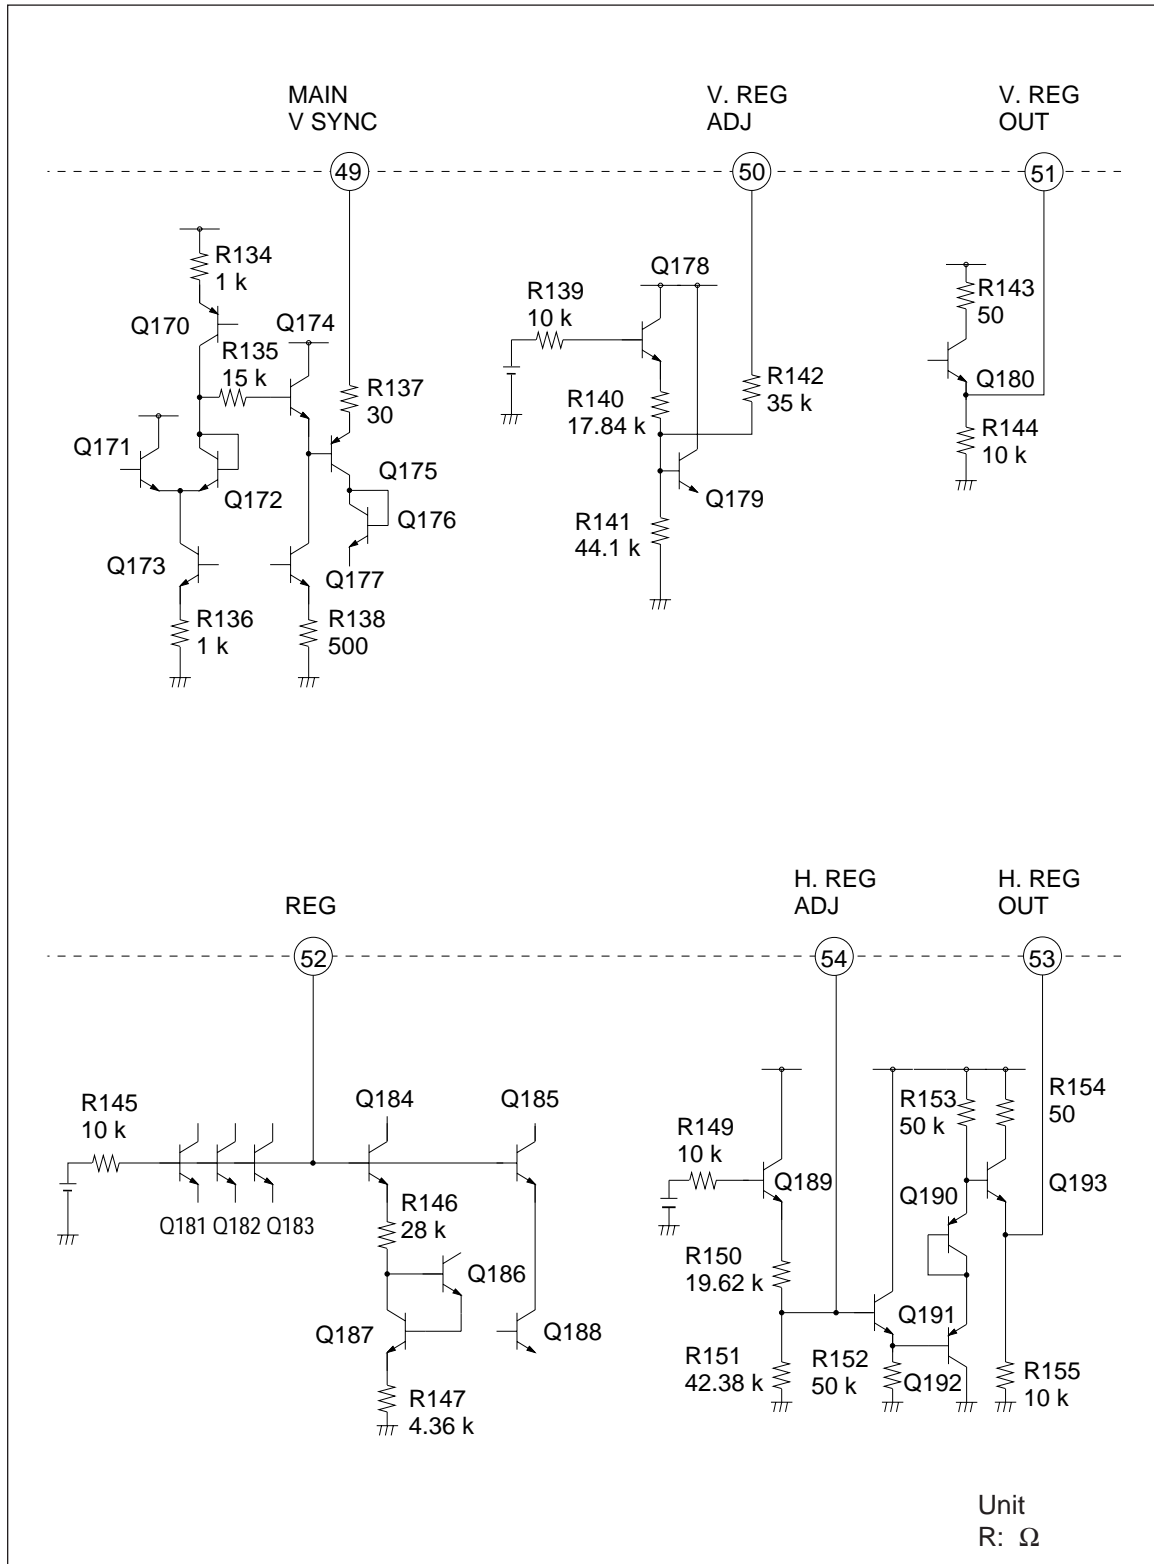 MAIN
V SYNC
V. REG
ADJ
V. REG
OUT
49
50
51
R134
1 k
Q170
R135
15 k
Q174
R137
30
Q171
Q172
Q175
Q176
Q173
Q177
R136
1 k
R138
500
Q178
R139
10 k
R142
35 k
R140
17.84 k
Q179
R141
44.1 k
R143
50
Q180
R144
10 k
REG
H. REG
ADJ
H. REG
OUT
52
54
53
R145
10 k
Q184
Q185
Q181
Q182
Q183
R146
28 k
Q186
Q187
Q188
R147
4.36 k
R149
10 k
Q189
R153
50 k
R154
50
Q190
Q193
R150
19.62 k
Q191
R151
42.38 k
R152
50 k
Q192
R155
10 k
Unit
R: Ω